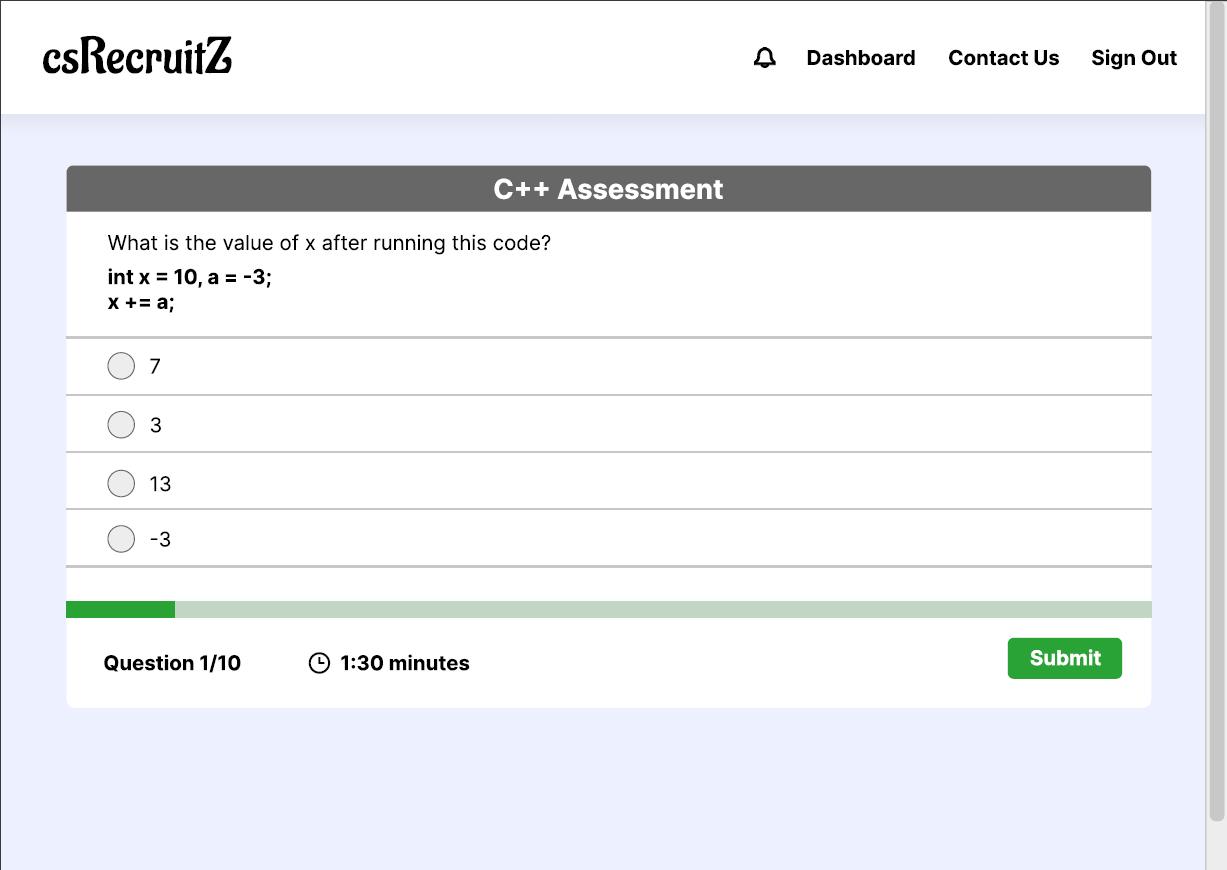 csRecruitZ
Dashboard Contact Us Sign Out
C++ Assessment
What is the value of x after running this code?
int x = 10, a = -3;
x += a;
7
3
13
-3
Question 1/10 1:30 minutes Submit